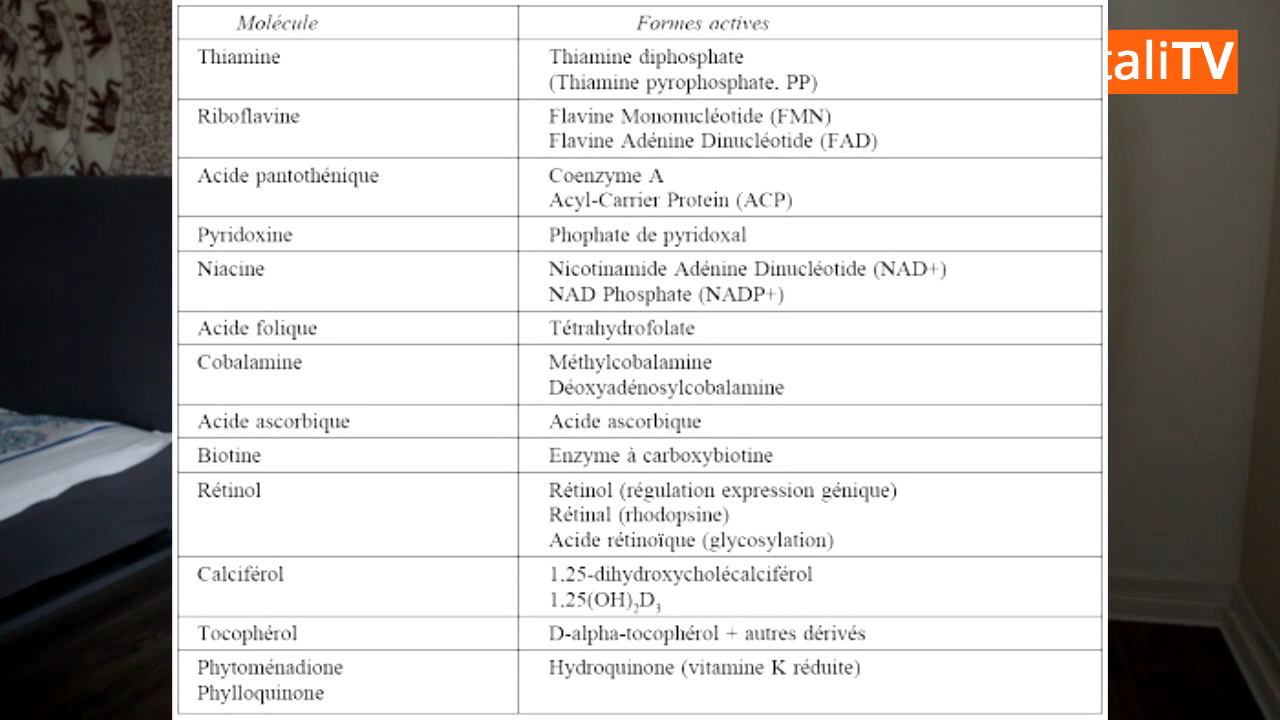 Molécule Formes actives
Thiamine Thiamine diphosphate
(Thiamine pyrophosphate. PP)
Riboflavine Flavine Mononucléotide (FMN)
Flavine Adénine Dinucléotide (FAD)
Acide pantothénique Coenzyme A
Acyl-Carrier Protein (ACP)
Pyridoxine Phophate de pyridoxal
Niacine Nicotinamide Adénine Dinucléotide (NAD+)
NAD Phosphate (NADP+)
Acide folique Tétrahydrofolate
Cobalamine Méthylcobalamine
Déoxyadénosylcobalamine
Acide ascorbique Acide ascorbique
Biotine Enzyme à carboxybiotine
Rétinol Rétinol (régulation expression génique)
Rétinal (rhodopsine)
Acide rétinoïque (glycosylation)
Calciférol 1.25-dihydroxycholécalciférol
1.25(OH)₂D₃
Tocophérol D-alpha-tocophérol + autres dérivés
Phytoménadione Hydroquinone (vitamine K réduite)
Phylloquinone
taliTV